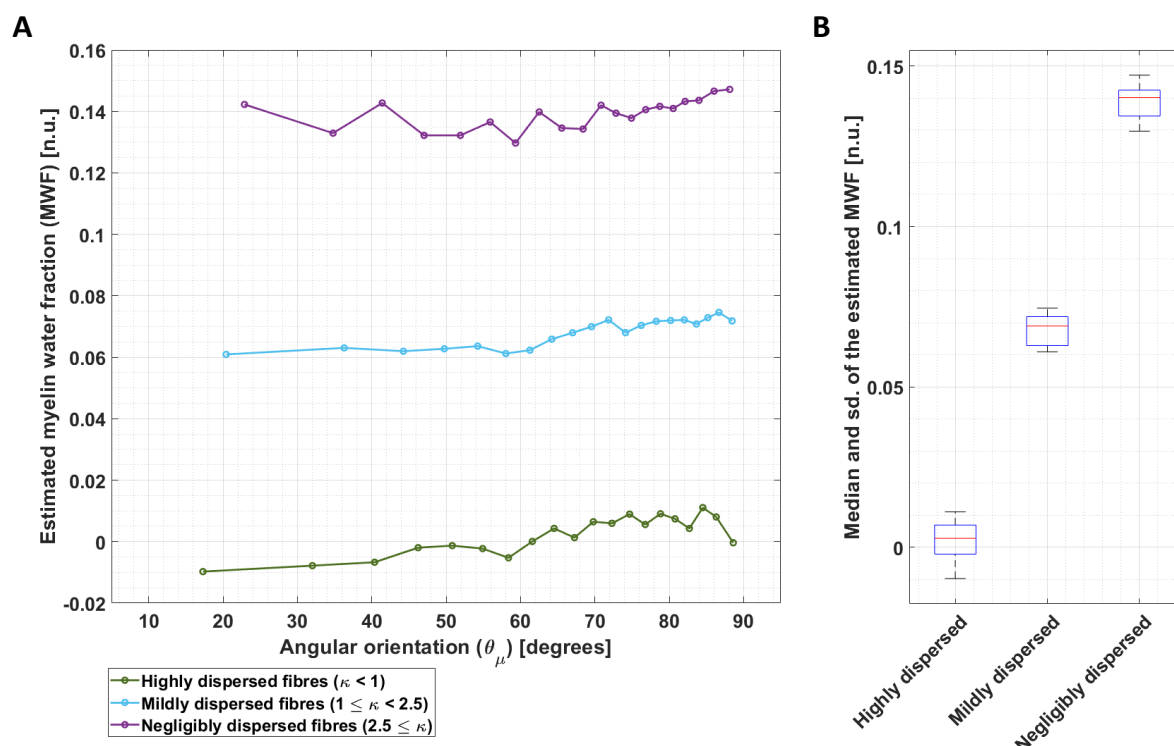 A
0.16
0.14
0.12
0.1
0.08
0.06
0.04
0.02
0
-0.02
Estimated myelin water fraction (MWF) [n.u.]
10 20 30 40 50 60 70 80 90
Angular orientation (θμ) [degrees]
Highly dispersed fibres (κ < 1)
Mildly dispersed fibres (1 ≤ κ < 2.5)
Negligibly dispersed fibres (2.5 ≤ κ)
B
0.15
0.1
0.05
0
Median and sd. of the estimated MWF [n.u.]
Highly dispersed
Mildly dispersed
Negligibly dispersed